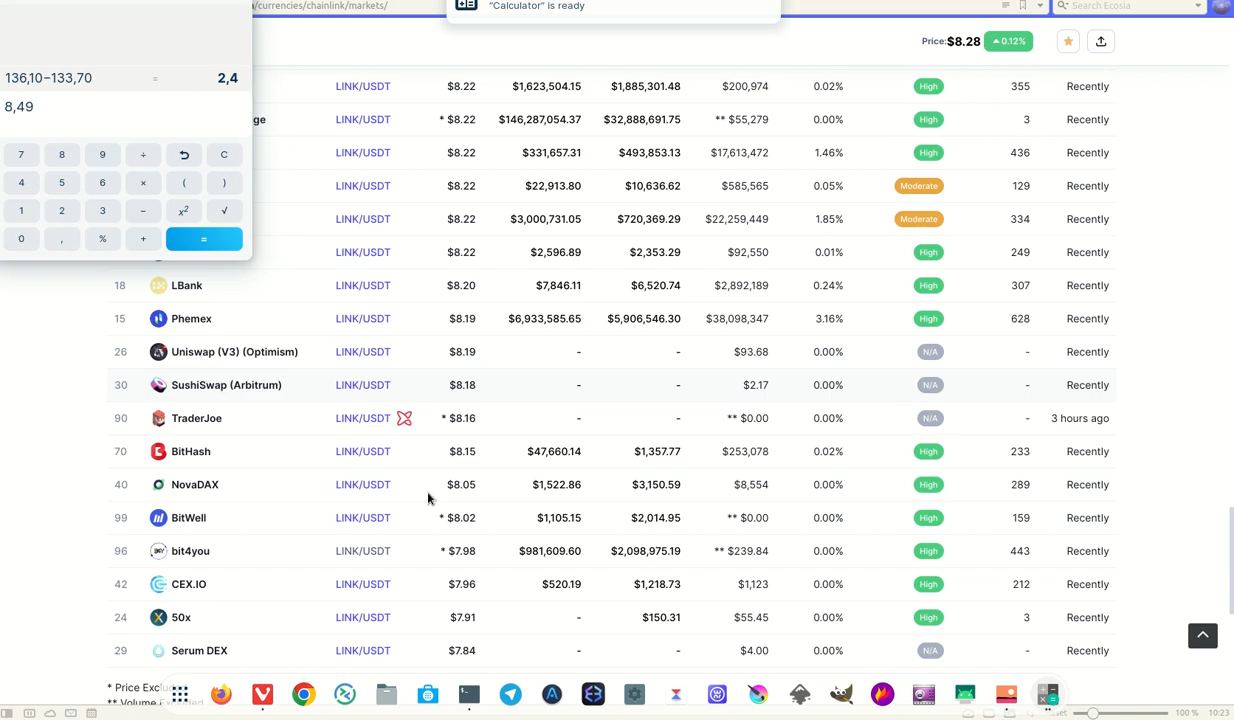 /currencies/chainlink/markets/
“Calculator” is ready
Search Ecosia
Price: $8.28 0.12%
136,10−133,70 = 2,4
8,49
7 8 9 ÷ C
4 5 6 × ( )
1 2 3 − x² √
0 , % + =
LINK/USDT $8.22 $1,623,504.15 $1,885,301.48 $200,974 0.02% High 355 Recently
ge LINK/USDT * $8.22 $146,287,054.37 $32,888,691.75 ** $55,279 0.00% High 3 Recently
LINK/USDT $8.22 $331,657.31 $493,853.13 $17,613,472 1.46% High 436 Recently
LINK/USDT $8.22 $22,913.80 $10,636.62 $585,565 0.05% Moderate 129 Recently
LINK/USDT $8.22 $3,000,731.05 $720,369.29 $22,259,449 1.85% Moderate 334 Recently
LINK/USDT $8.22 $2,596.89 $2,353.29 $92,550 0.01% High 249 Recently
18 LBank LINK/USDT $8.20 $7,846.11 $6,520.74 $2,892,189 0.24% High 307 Recently
15 Phemex LINK/USDT $8.19 $6,933,585.65 $5,906,546.30 $38,098,347 3.16% High 628 Recently
26 Uniswap (V3) (Optimism) LINK/USDT $8.19 - - $93.68 0.00% N/A - Recently
30 SushiSwap (Arbitrum) LINK/USDT $8.18 - - $2.17 0.00% N/A - Recently
90 TraderJoe LINK/USDT * $8.16 - - ** $0.00 0.00% N/A - 3 hours ago
70 BitHash LINK/USDT $8.15 $47,660.14 $1,357.77 $253,078 0.02% High 233 Recently
40 NovaDAX LINK/USDT $8.05 $1,522.86 $3,150.59 $8,554 0.00% High 289 Recently
99 BitWell LINK/USDT * $8.02 $1,105.15 $2,014.95 ** $0.00 0.00% High 159 Recently
96 bit4you LINK/USDT * $7.98 $981,609.60 $2,098,975.19 ** $239.84 0.00% High 443 Recently
42 CEX.IO LINK/USDT $7.96 $520.19 $1,218.73 $1,123 0.00% High 212 Recently
24 50x LINK/USDT $7.91 - $150.31 $55.45 0.00% High 3 Recently
29 Serum DEX LINK/USDT $7.84 - - $4.00 0.00% N/A - Recently
* Price Exclu
100 % 10:23